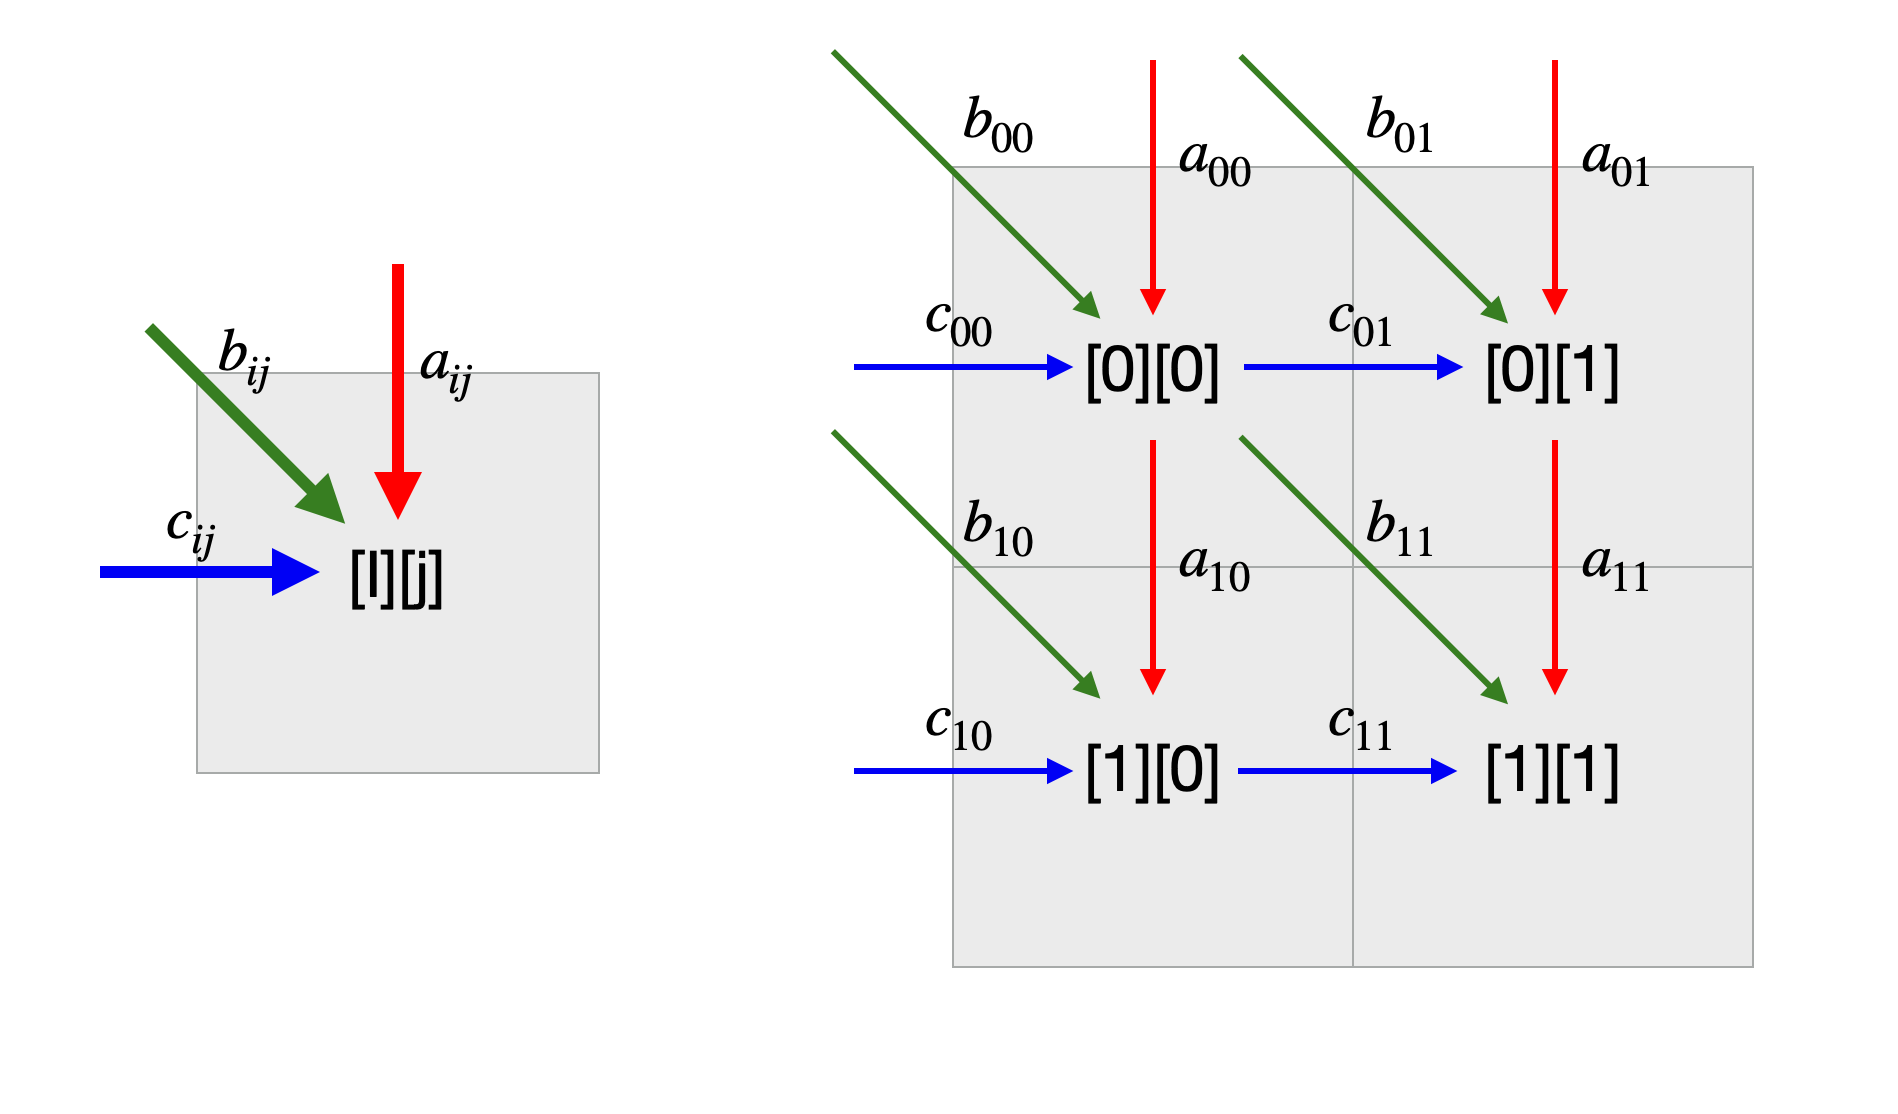 b_{ij} a_{ij}
c_{ij}
[I][j]
b_{00} a_{00} b_{01} a_{01}
c_{00} c_{01}
[0][0] [0][1]
b_{10} a_{10} b_{11} a_{11}
c_{10} c_{11}
[1][0] [1][1]